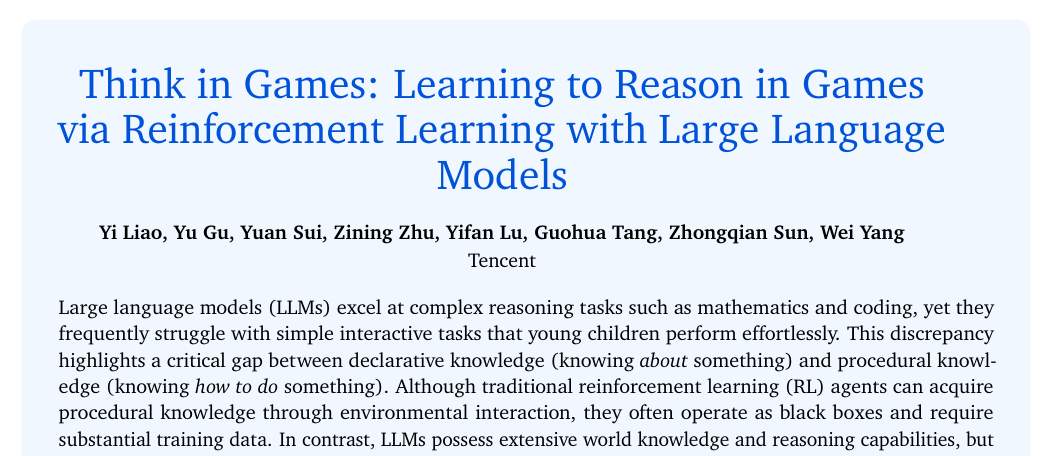 Think in Games: Learning to Reason in Games
via Reinforcement Learning with Large Language
Models
Yi Liao, Yu Gu, Yuan Sui, Zining Zhu, Yifan Lu, Guohua Tang, Zhongqian Sun, Wei Yang
Tencent
Large language models (LLMs) excel at complex reasoning tasks such as mathematics and coding, yet they
frequently struggle with simple interactive tasks that young children perform effortlessly. This discrepancy
highlights a critical gap between declarative knowledge (knowing about something) and procedural knowl-
edge (knowing how to do something). Although traditional reinforcement learning (RL) agents can acquire
procedural knowledge through environmental interaction, they often operate as black boxes and require
substantial training data. In contrast, LLMs possess extensive world knowledge and reasoning capabilities, but